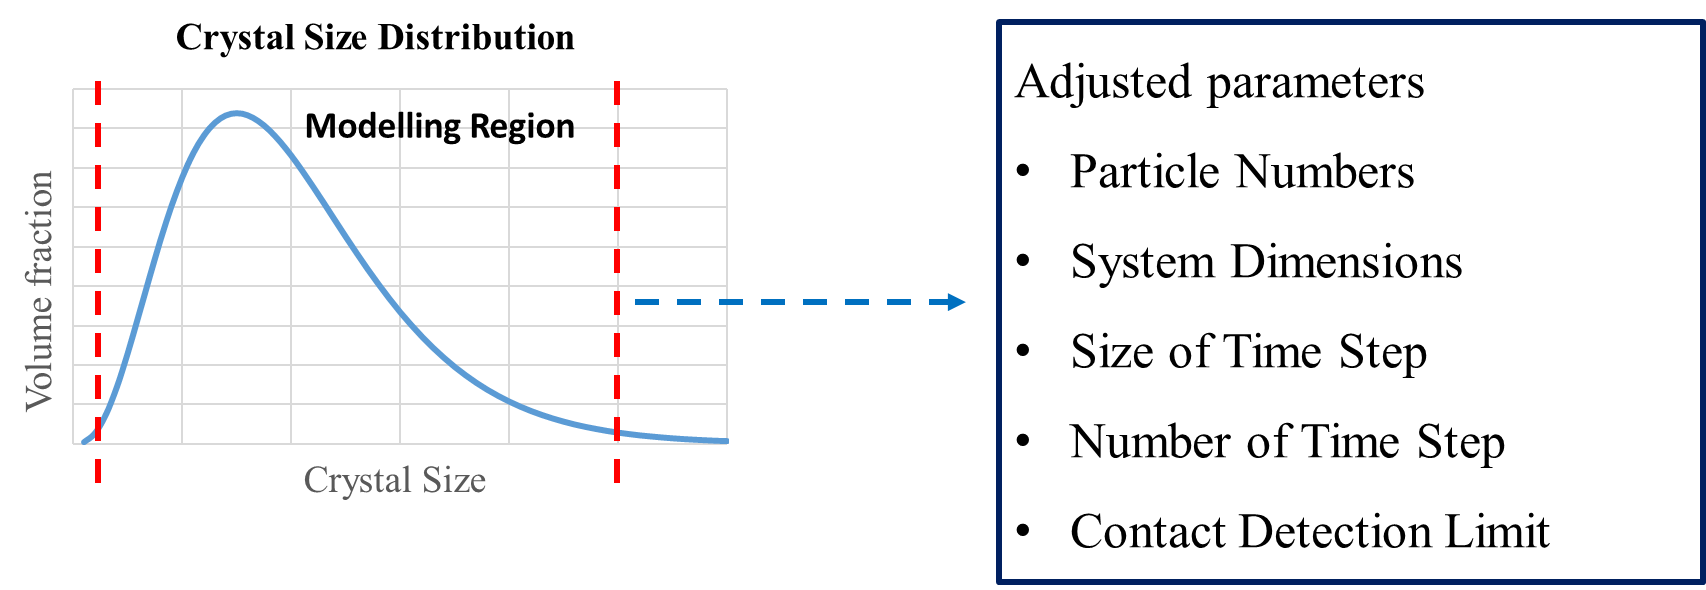 Crystal Size Distribution
Modelling Region
Volume fraction
Crystal Size
Adjusted parameters
• Particle Numbers
• System Dimensions
• Size of Time Step
• Number of Time Step
• Contact Detection Limit